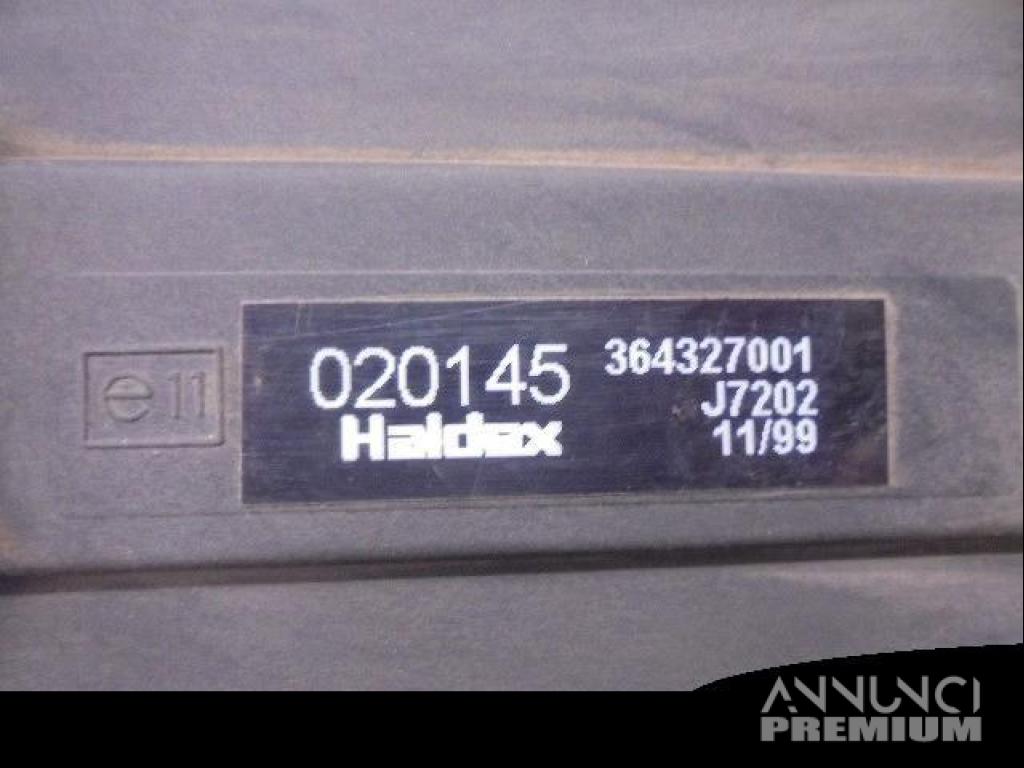 e11
020145
Haldex
364327001
J7202
11/99
ANNUNCI
PREMIUM